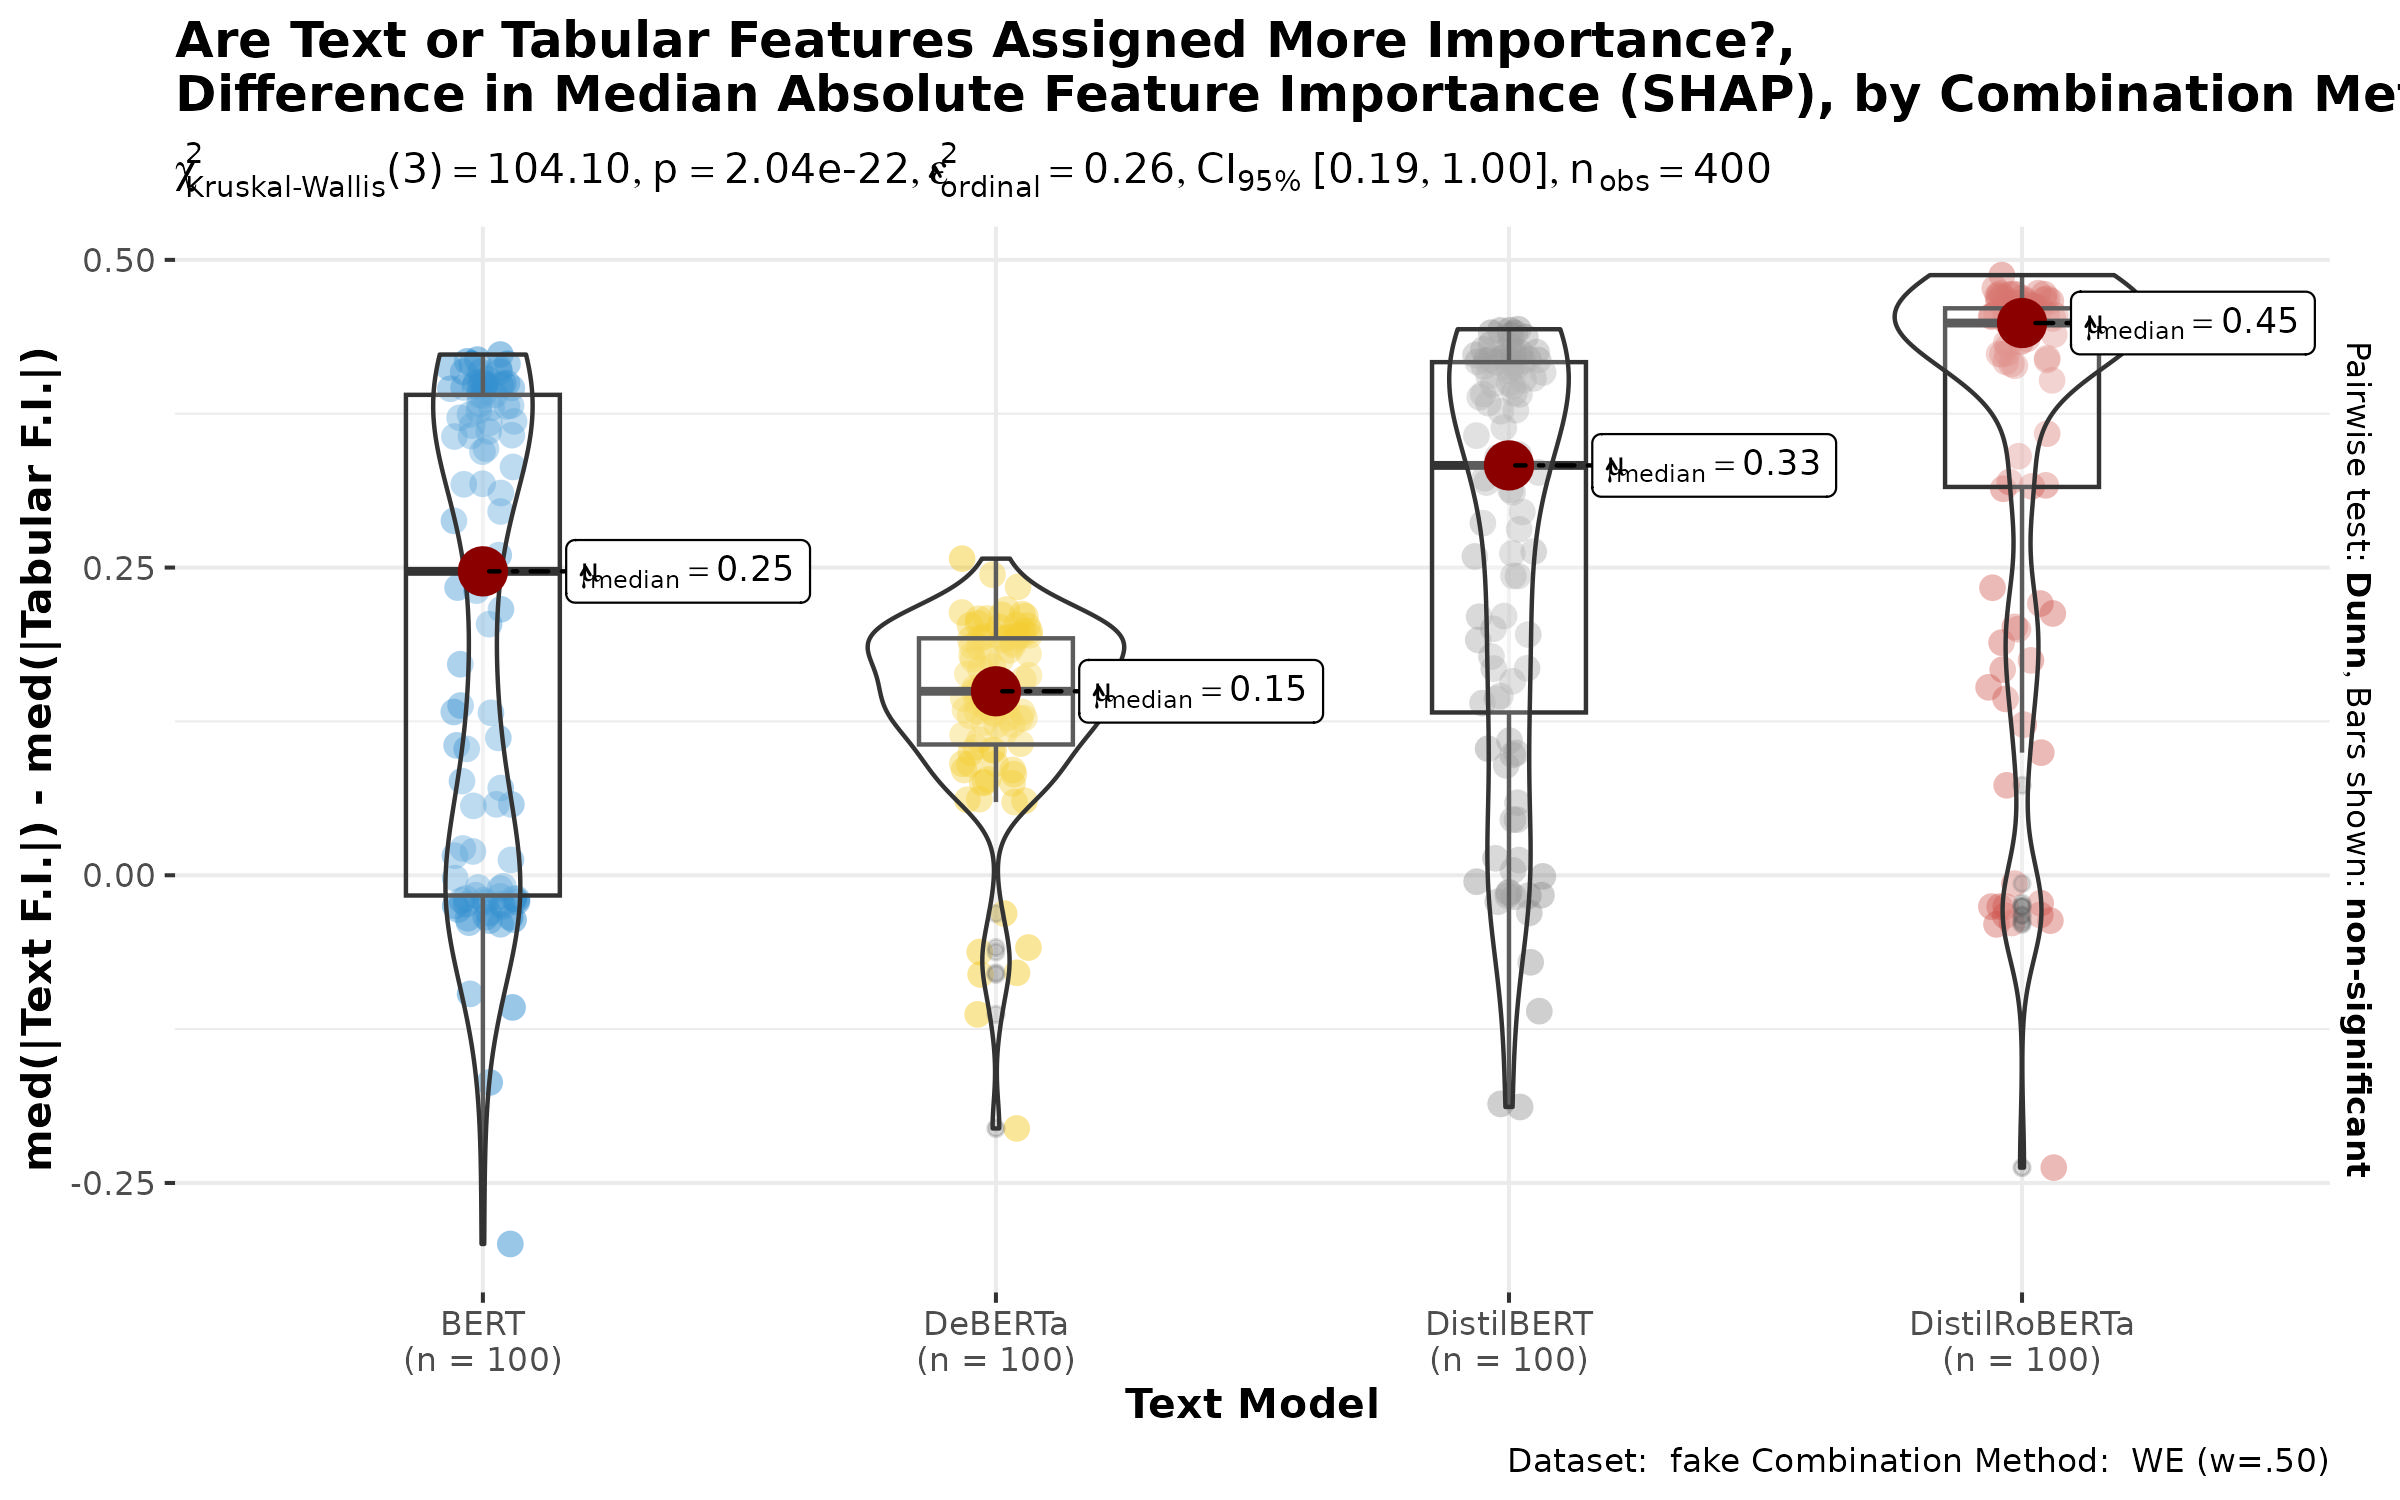 Are Text or Tabular Features Assigned More Importance?,
Difference in Median Absolute Feature Importance (SHAP), by Combination Met
χ²Kruskal-Wallis(3) = 104.10, p = 2.04e-22, ε̂²ordinal = 0.26, CI95% [0.19, 1.00], nobs = 400
med(|Text F.I.|) - med(|Tabular F.I.|)
0.50
0.25
0.00
-0.25
μ̂median = 0.25
μ̂median = 0.15
μ̂median = 0.33
μ̂median = 0.45
Pairwise test: Dunn, Bars shown: non-significant
BERT
(n = 100)
DeBERTa
(n = 100)
DistilBERT
(n = 100)
DistilRoBERTa
(n = 100)
Text Model
Dataset:  fake Combination Method:  WE (w=.50)